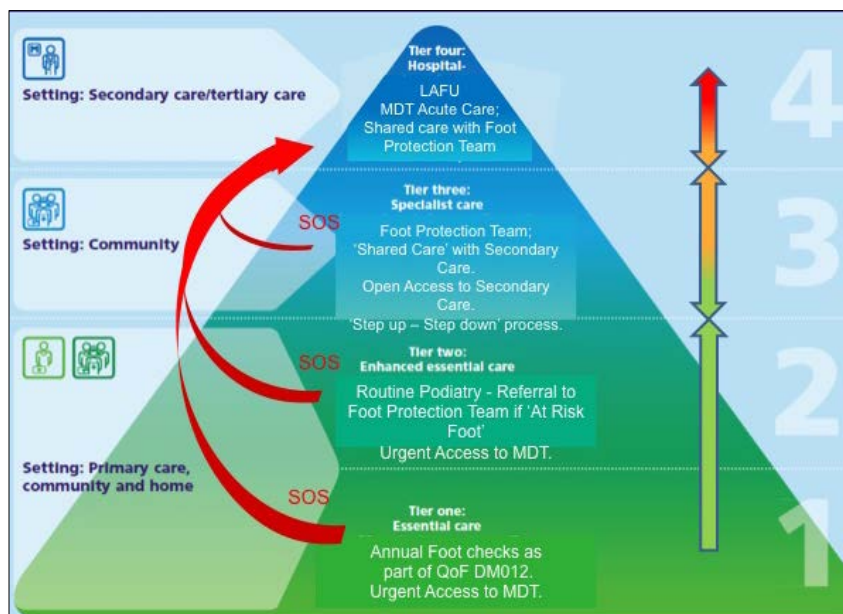 Tier four:
Hospital-
LAFU
MDT Acute Care;
Shared care with Foot
Protection Team
Setting: Secondary care/tertiary care
4
Tier three:
Specialist care
SOS
Foot Protection Team;
‘Shared Care’ with Secondary
Care.
Open Access to Secondary
Care.
‘Step up – Step down’ process.
Setting: Community
3
Tier two:
Enhanced essential care
SOS
Routine Podiatry - Referral to
Foot Protection Team if ‘At Risk
Foot’
Urgent Access to MDT.
2
Setting: Primary care,
community and home
SOS
Tier one:
Essential care
Annual Foot checks as
part of QoF DM012.
Urgent Access to MDT.
1